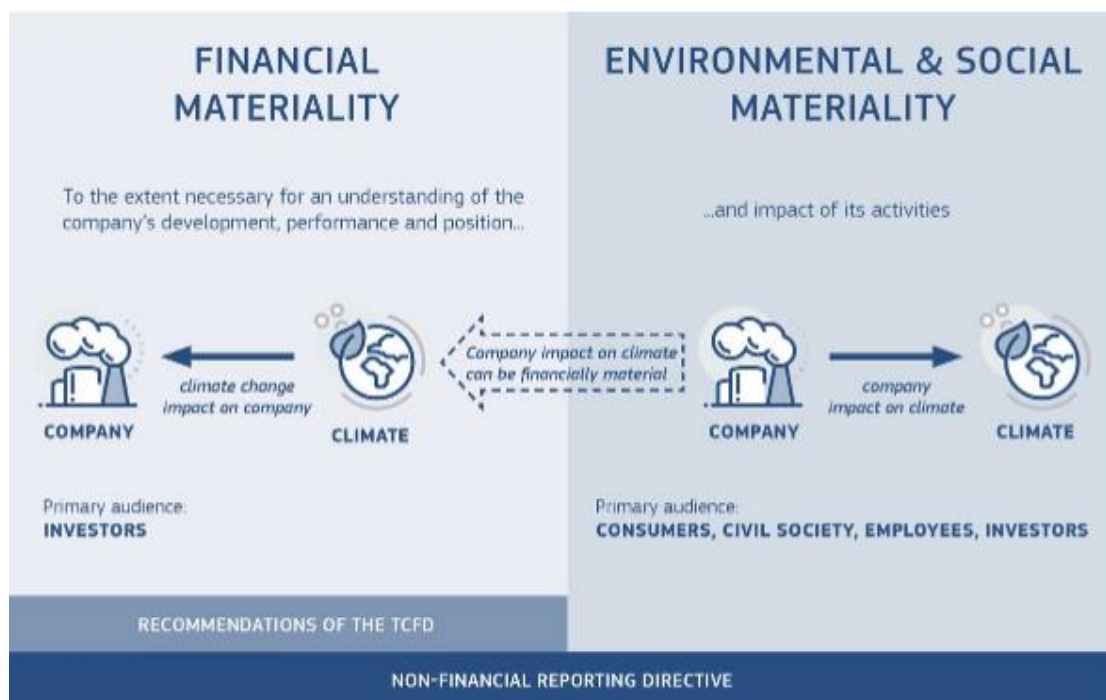 FINANCIAL
MATERIALITY
To the extent necessary for an understanding of the
company's development, performance and position...
climate change
impact on company
COMPANY
CLIMATE
Primary audience:
INVESTORS
RECOMMENDATIONS OF THE TCFD
Company impact on climate
can be financially material
ENVIRONMENTAL & SOCIAL
MATERIALITY
...and impact of its activities
company
impact on climate
COMPANY
CLIMATE
Primary audience:
CONSUMERS, CIVIL SOCIETY, EMPLOYEES, INVESTORS
NON-FINANCIAL REPORTING DIRECTIVE